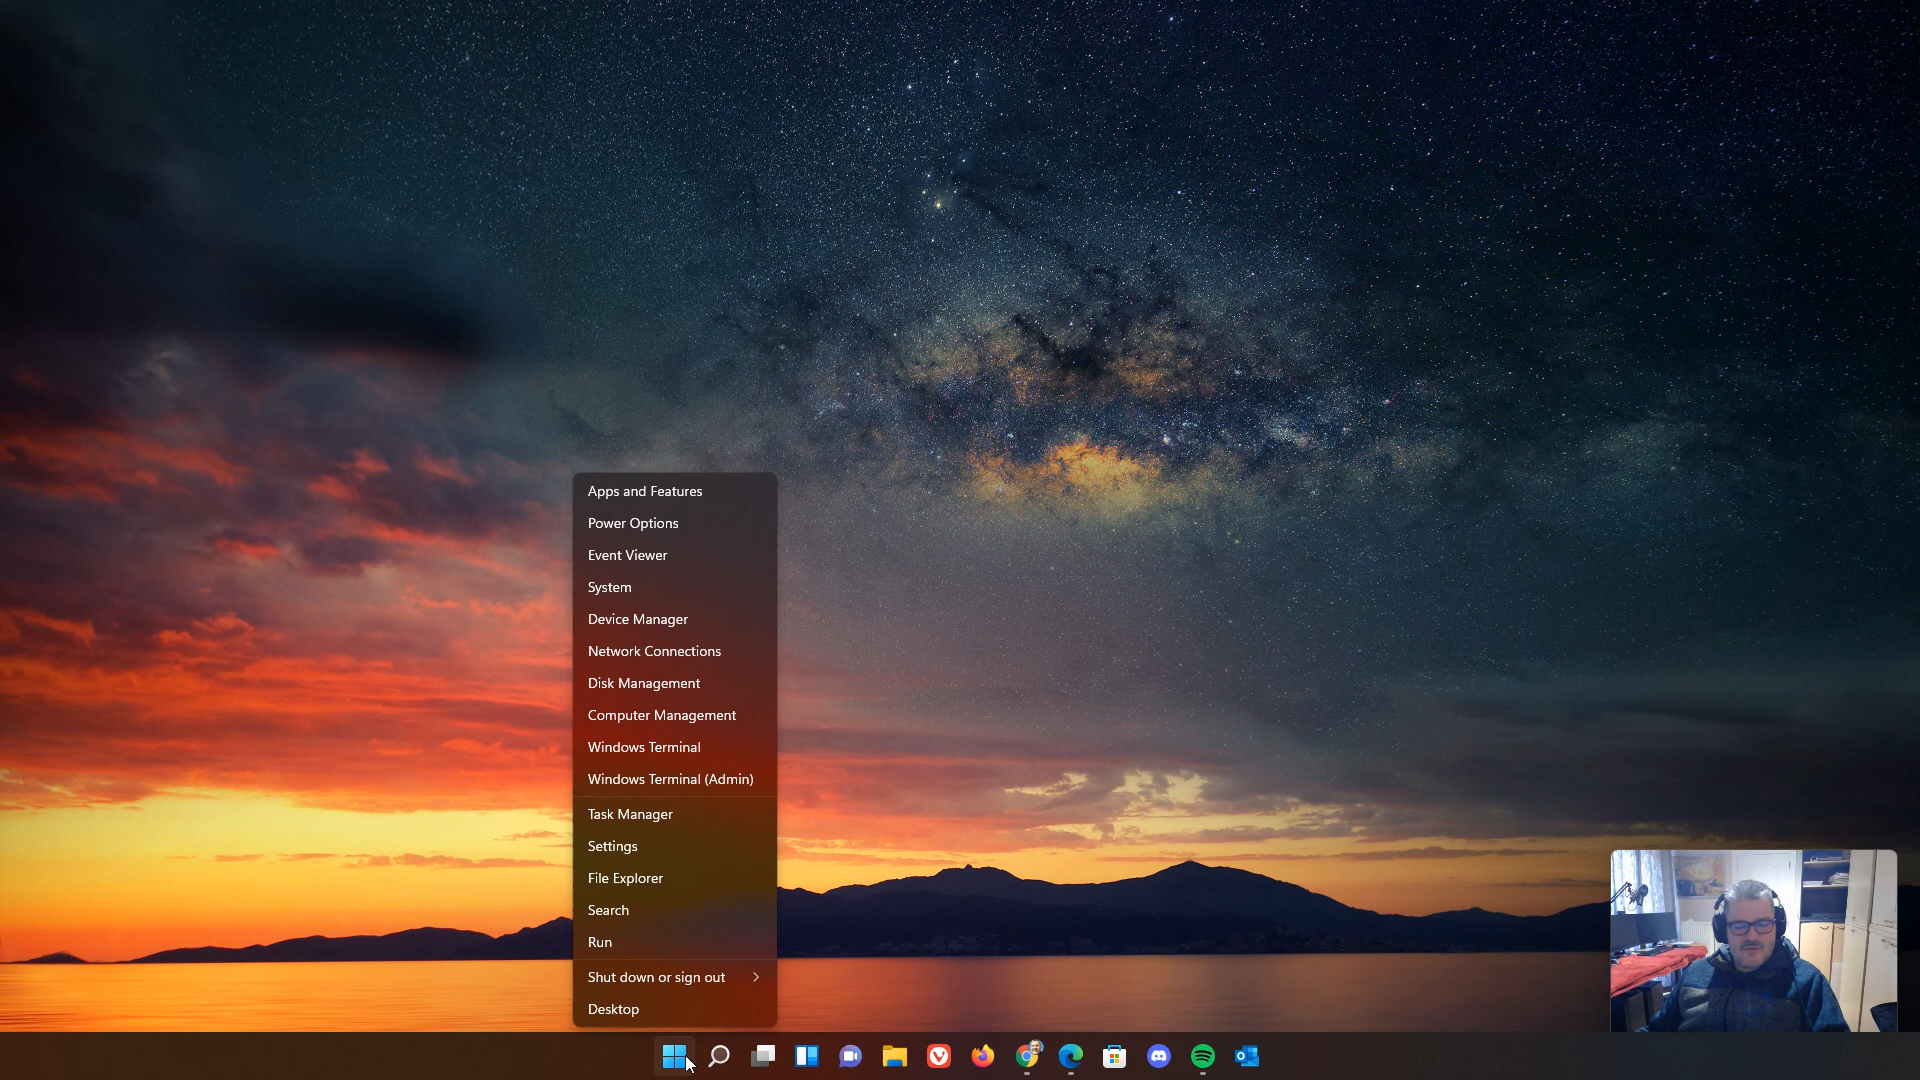 Apps and Features
Power Options
Event Viewer
System
Device Manager
Network Connections
Disk Management
Computer Management
Windows Terminal
Windows Terminal (Admin)
Task Manager
Settings
File Explorer
Search
Run
Shut down or sign out
Desktop